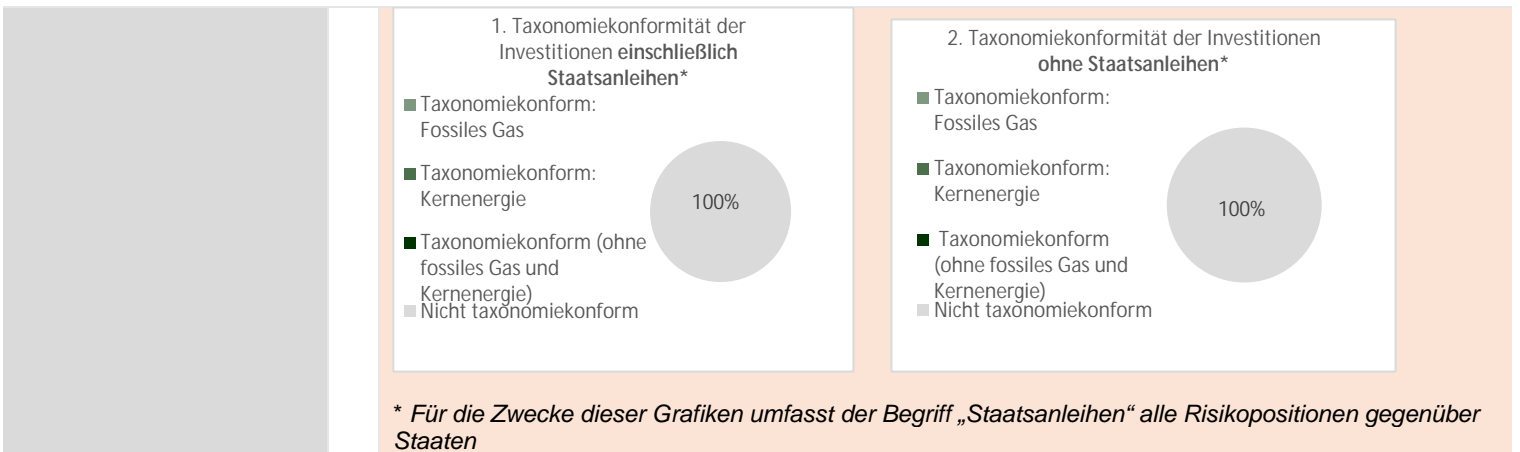 1. Taxonomiekonformität der
Investitionen einschließlich
Staatsanleihen*
Taxonomiekonform:
Fossiles Gas
Taxonomiekonform:
Kernenergie
Taxonomiekonform (ohne
fossiles Gas und
Kernenergie)
Nicht taxonomiekonform
100%
2. Taxonomiekonformität der Investitionen
ohne Staatsanleihen*
Taxonomiekonform:
Fossiles Gas
Taxonomiekonform:
Kernenergie
Taxonomiekonform
(ohne fossiles Gas und
Kernenergie)
Nicht taxonomiekonform
100%
* Für die Zwecke dieser Grafiken umfasst der Begriff „Staatsanleihen“ alle Risikopositionen gegenüber
Staaten